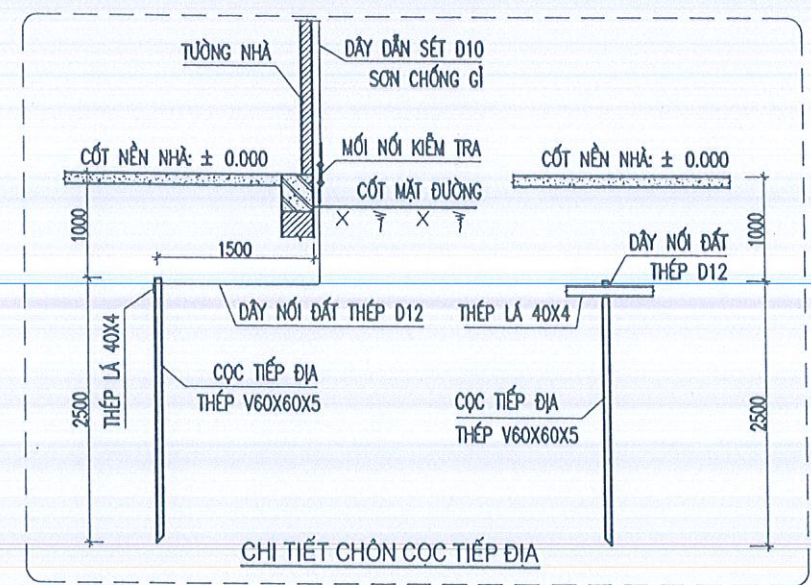 TƯỜNG NHÀ
DÂY DẪN SÉT D10
SƠN CHỐNG GỈ
CỐT NỀN NHÀ: ± 0.000
MỐI NỐI KIỂM TRA
CỐT MẶT ĐƯỜNG
1000
1500
DÂY NỐI ĐẤT THÉP D12
THÉP LÁ 40X4
CỌC TIẾP ĐỊA
THÉP V60X60X5
2500
CỐT NỀN NHÀ: ± 0.000
1000
DÂY NỐI ĐẤT
THÉP D12
THÉP LÁ 40X4
CỌC TIẾP ĐỊA
THÉP V60X60X5
2500
CHI TIẾT CHÔN CỌC TIẾP ĐỊA